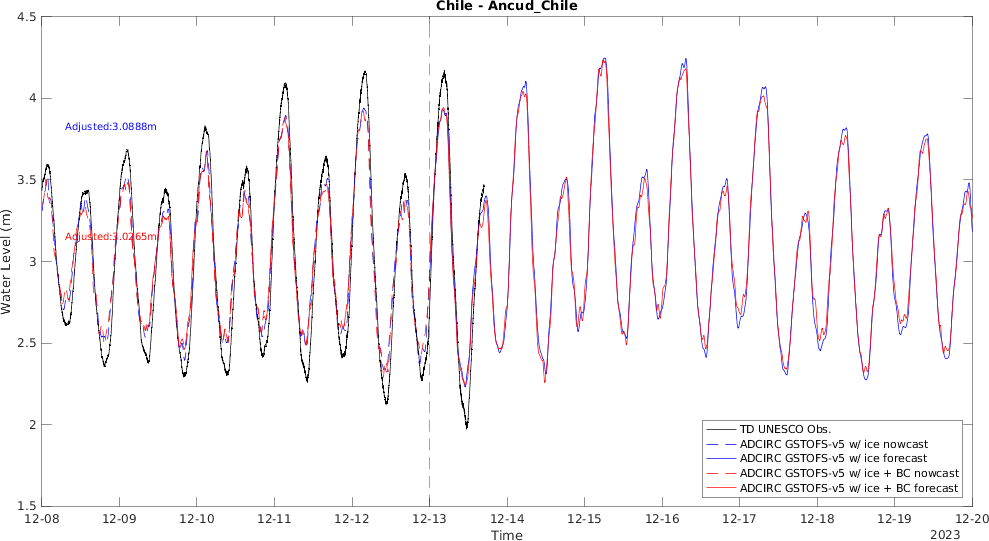 Chile - Ancud_Chile
4.5
4
3.5
3
2.5
2
1.5
Water Level (m)
Adjusted:3.0888m
Adjusted:3.0265m
TD UNESCO Obs.
ADCIRC GSTOFS-v5 w/ ice nowcast
ADCIRC GSTOFS-v5 w/ ice forecast
ADCIRC GSTOFS-v5 w/ ice + BC nowcast
ADCIRC GSTOFS-v5 w/ ice + BC forecast
12-08 12-09 12-10 12-11 12-12 12-13 12-14 12-15 12-16 12-17 12-18 12-19 12-20
Time
2023